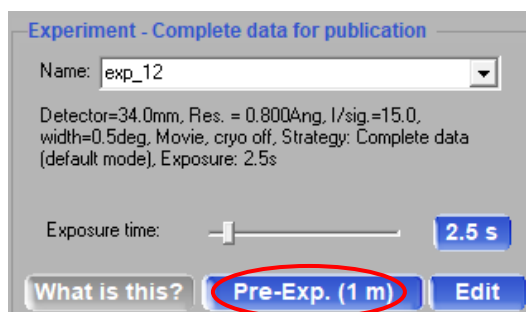 Experiment - Complete data for publication
Name: exp_12
Detector=34.0mm, Res. = 0.800Ang, I/sig.=15.0,
width=0.5deg, Movie, cryo off, Strategy: Complete data
(default mode), Exposure: 2.5s
Exposure time: 2.5 s
What is this? Pre-Exp. (1 m) Edit